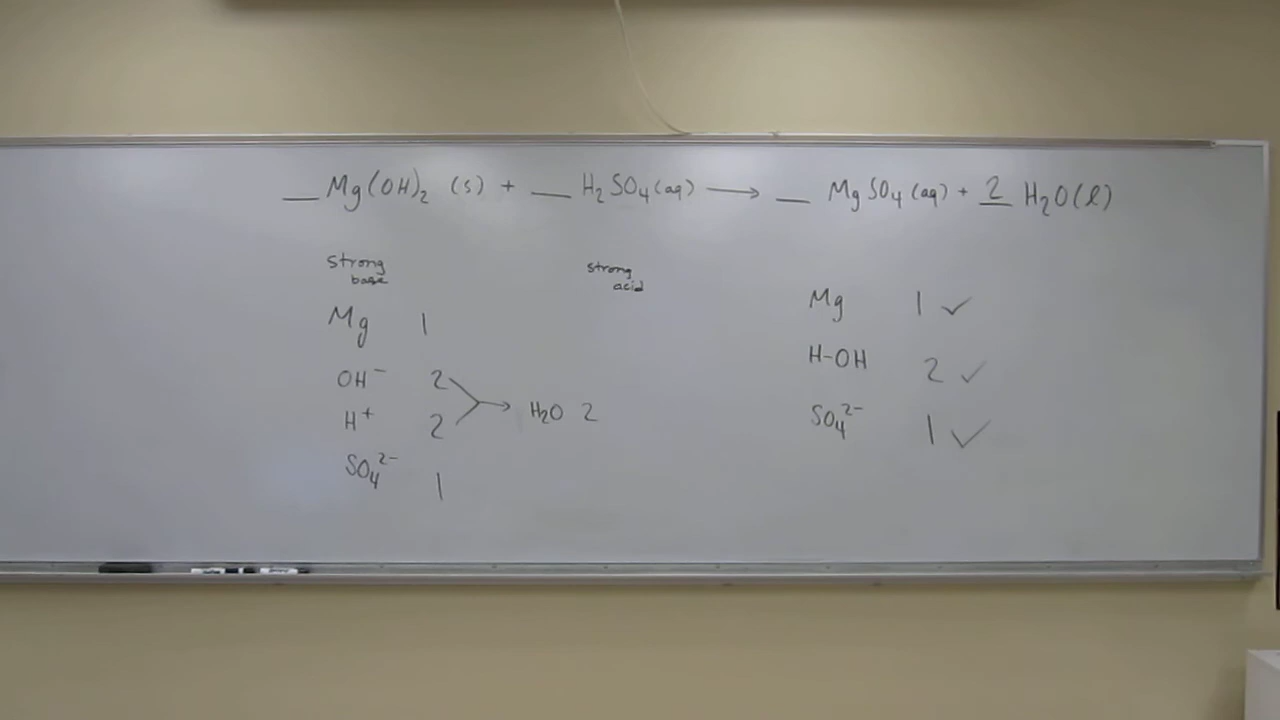 __ Mg(OH)₂ (s) + __ H₂SO₄(aq) ⟶ __ MgSO₄(aq) + 2 H₂O(l)
strong base
strong acid
Mg 1
OH⁻ 2
H⁺ 2
H₂O 2
SO₄²⁻ 1
Mg 1 ✓
H-OH 2 ✓
SO₄²⁻ 1 ✓